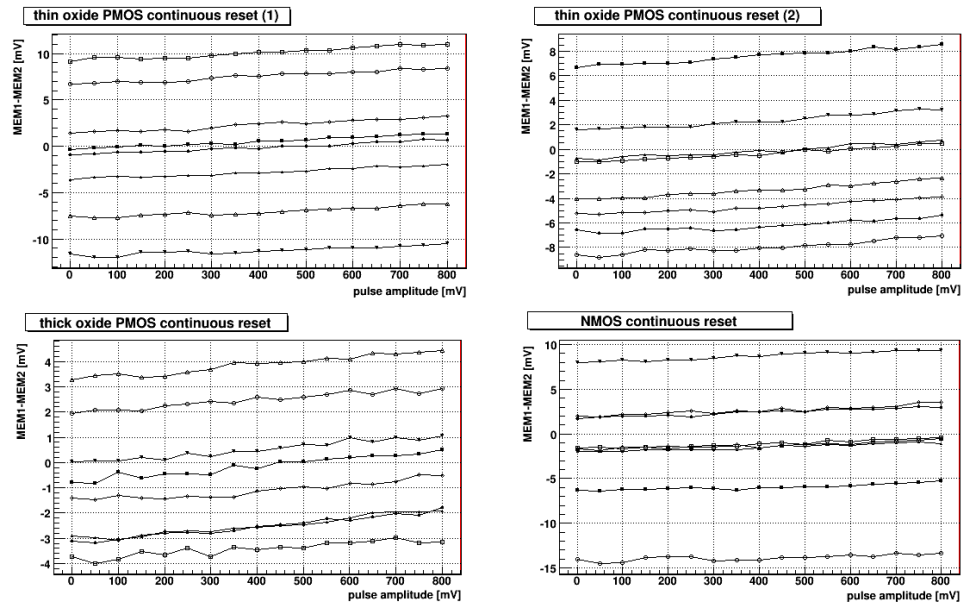 thin oxide PMOS continuous reset (1)
MEM1-MEM2 [mV]
10
5
0
-5
-10
0 100 200 300 400 500 600 700 800
pulse amplitude [mV]
thin oxide PMOS continuous reset (2)
MEM1-MEM2 [mV]
8
6
4
2
0
-2
-4
-6
-8
0 100 200 300 400 500 600 700 800
pulse amplitude [mV]
thick oxide PMOS continuous reset
MEM1-MEM2 [mV]
4
3
2
1
0
-1
-2
-3
-4
0 100 200 300 400 500 600 700 800
pulse amplitude [mV]
NMOS continuous reset
MEM1-MEM2 [mV]
10
5
0
-5
-10
-15
0 100 200 300 400 500 600 700 800
pulse amplitude [mV]